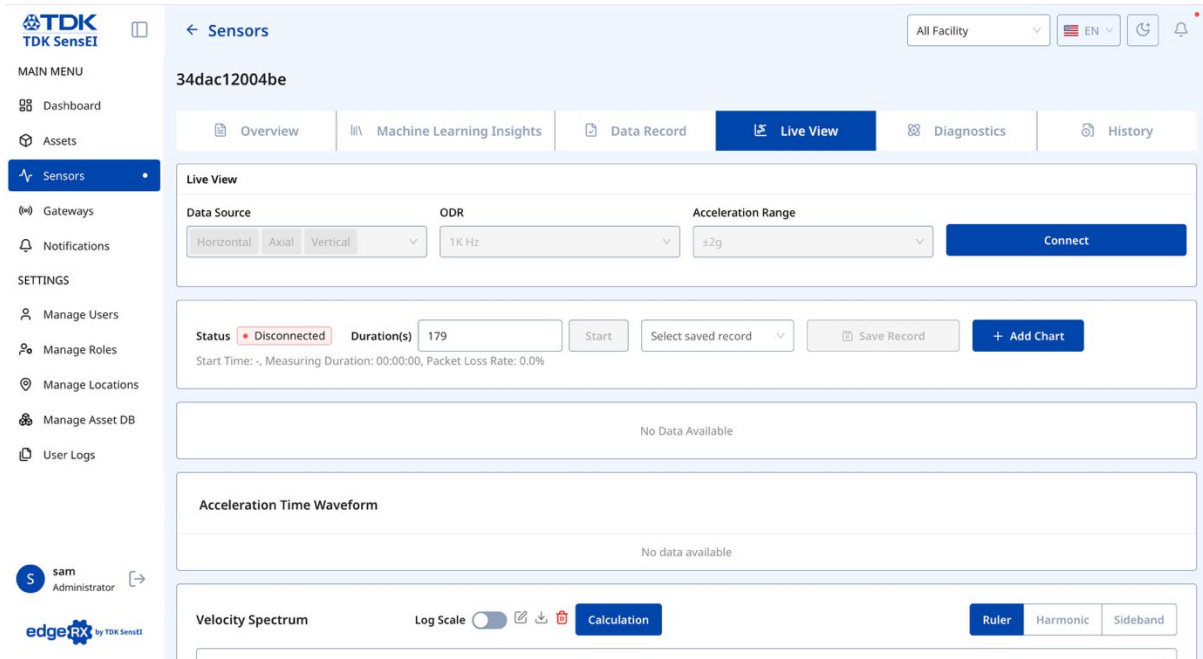 TDK
TDK SensEI
MAIN MENU
Dashboard
Assets
Sensors
Gateways
Notifications
SETTINGS
Manage Users
Manage Roles
Manage Locations
Manage Asset DB
User Logs
S
sam
Administrator
edgeRX by TDK SensEI
← Sensors
All Facility
EN
34dac12004be
Overview
Machine Learning Insights
Data Record
Live View
Diagnostics
History
Live View
Data Source
ODR
Acceleration Range
Horizontal Axial Vertical
1K Hz
±2g
Connect
Status • Disconnected Duration(s) 179 Start Select saved record Save Record + Add Chart
Start Time: -, Measuring Duration: 00:00:00, Packet Loss Rate: 0.0%
No Data Available
Acceleration Time Waveform
No data available
Velocity Spectrum Log Scale Calculation Ruler Harmonic Sideband